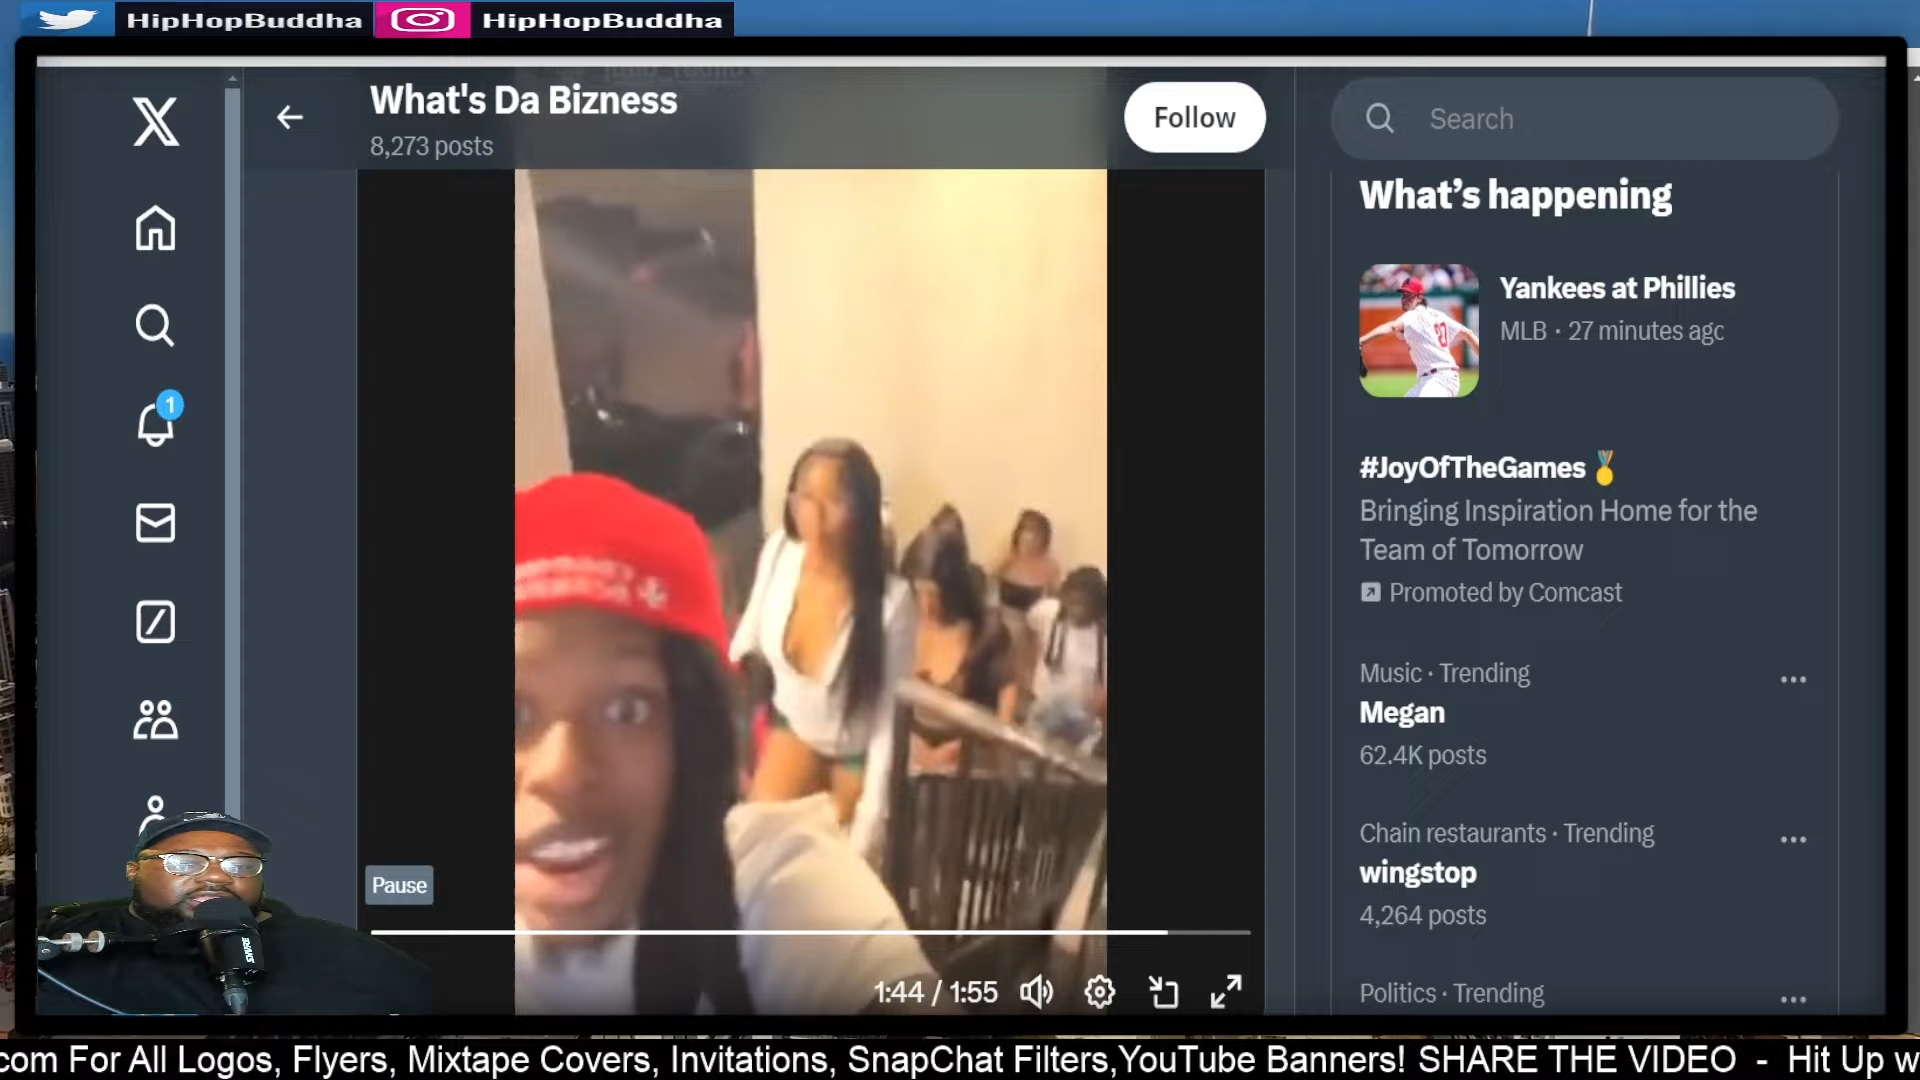 HipHopBuddha
HipHopBuddha
What's Da Bizness
8,273 posts
Follow
Search
What's happening
Yankees at Phillies
MLB · 27 minutes ago
1
#JoyOfTheGames🏅
Bringing Inspiration Home for the
Team of Tomorrow
Promoted by Comcast
Music · Trending
Megan
62.4K posts
Chain restaurants · Trending
wingstop
4,264 posts
Politics · Trending
Pause
1:44 / 1:55
SHURE
com For All Logos, Flyers, Mixtape Covers, Invitations, SnapChat Filters,YouTube Banners! SHARE THE VIDEO - Hit Up w